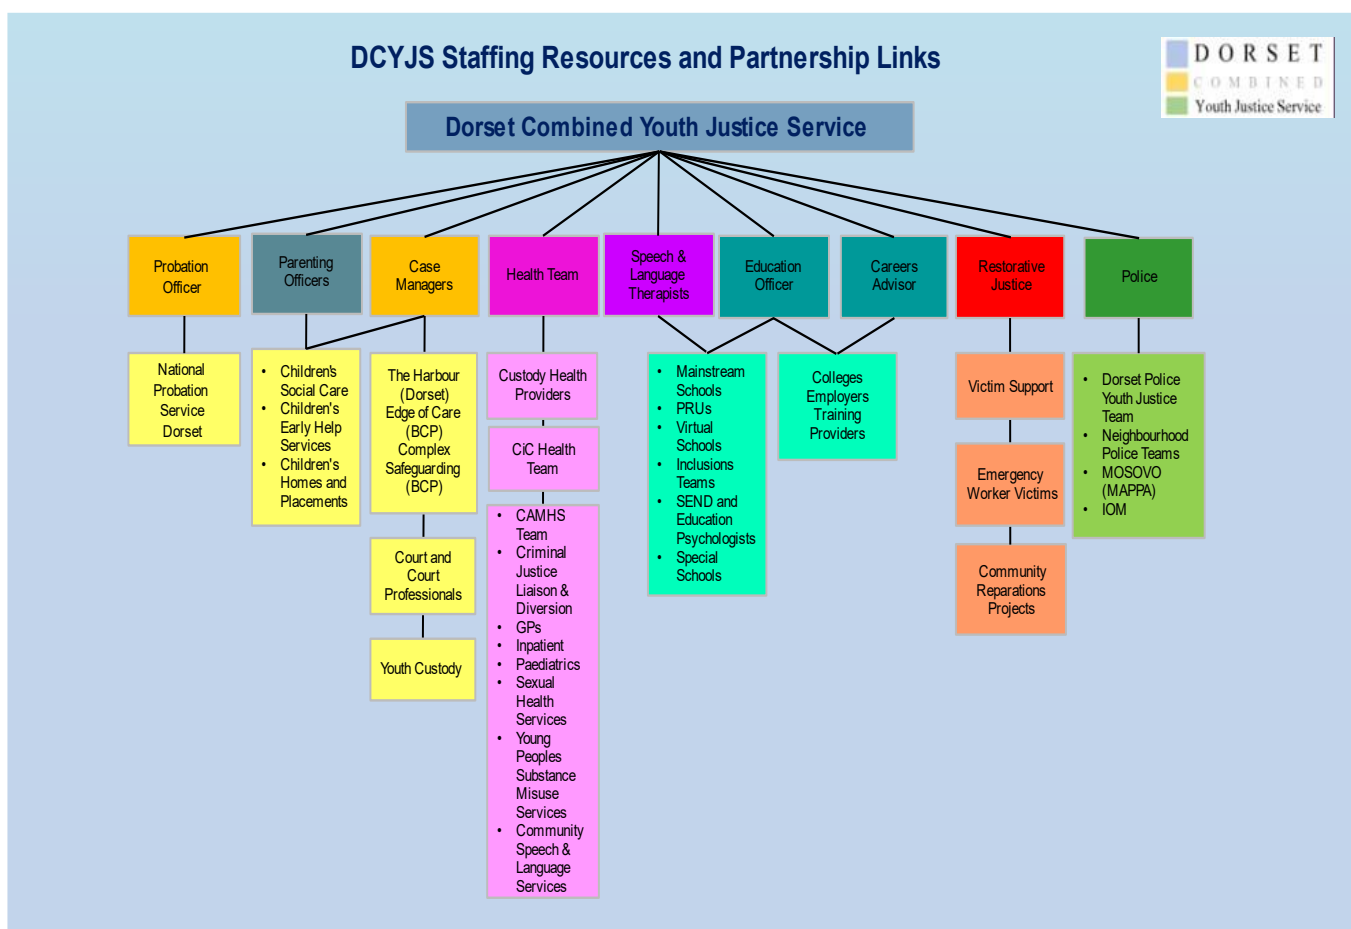 DCYJS Staffing Resources and Partnership Links
DORSET
COMBINED
Youth Justice Service
Dorset Combined Youth Justice Service
Probation
Officer
Parenting
Officers
Case
Managers
Health Team
Speech &
Language
Therapists
Education
Officer
Careers
Advisor
Restorative
Justice
Police
National
Probation
Service
Dorset
• Children's
Social Care
• Children's
Early Help
Services
• Children's
Homes and
Placements
The Harbour
(Dorset)
Edge of Care
(BCP)
Complex
Safeguarding
(BCP)
Court and
Court
Professionals
Youth Custody
Custody Health
Providers
CiC Health
Team
• CAMHS
Team
• Criminal
Justice
Liaison &
Diversion
• GPs
• Inpatient
• Paediatrics
• Sexual
Health
Services
• Young
Peoples
Substance
Misuse
Services
• Community
Speech &
Language
Services
• Mainstream
Schools
• PRUs
• Virtual
Schools
• Inclusions
Teams
• SEND and
Education
Psychologists
• Special
Schools
Colleges
Employers
Training
Providers
Victim Support
Emergency
Worker Victims
Community
Reparations
Projects
• Dorset Police
Youth Justice
Team
• Neighbourhood
Police Teams
• MOSOVO
(MAPPA)
• IOM